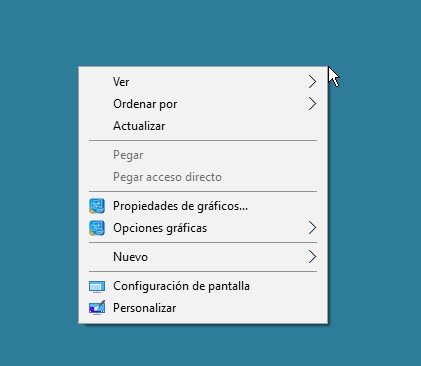 Ver
Ordenar por
Actualizar
Pegar
Pegar acceso directo
Propiedades de gráficos...
Opciones gráficas
Nuevo
Configuración de pantalla
Personalizar